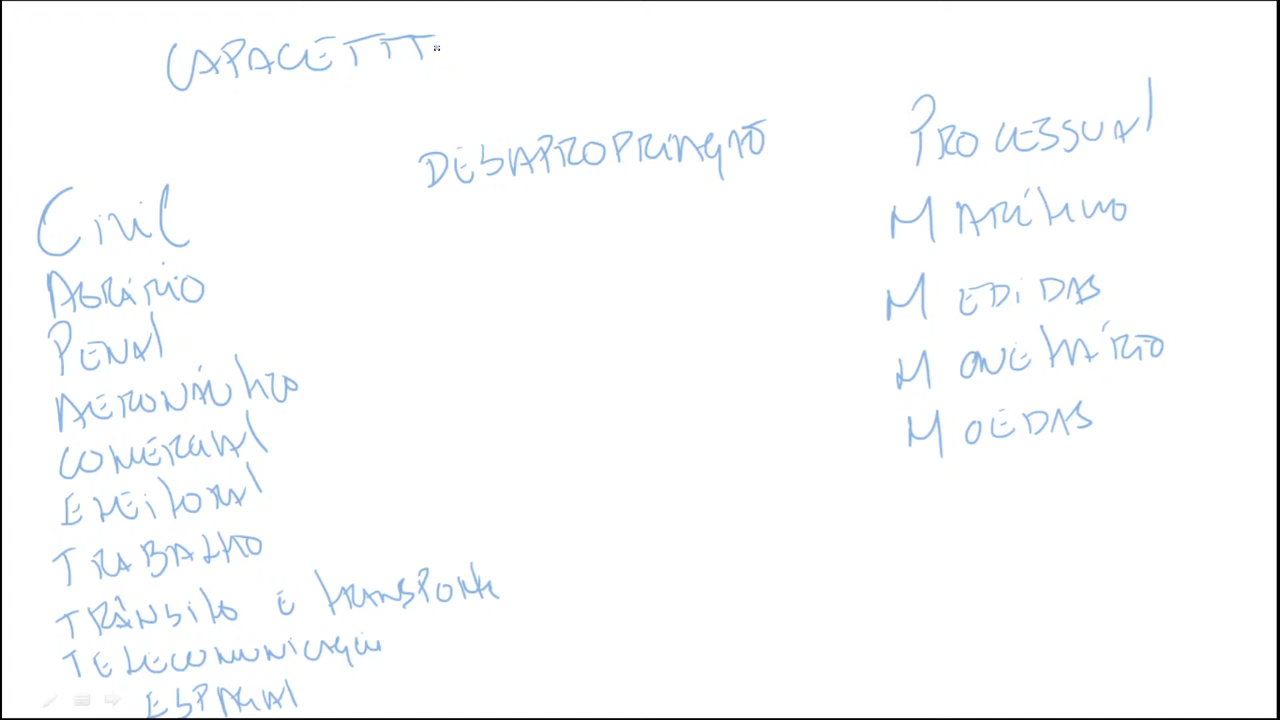 CAPACETTT
DESAPROPRIAÇÃO
Civil
AGRÁRIO
PENAL
AERONÁUTICO
COMERCIAL
ELEITORAL
TRABALHO
TRÂNSITO E TRANSPORTE
TELECOMUNICAÇÃO
ESPACIAL
PROCESSUAL
MARÍTIMO
MEDIDAS
MONETÁRIO
MOEDAS